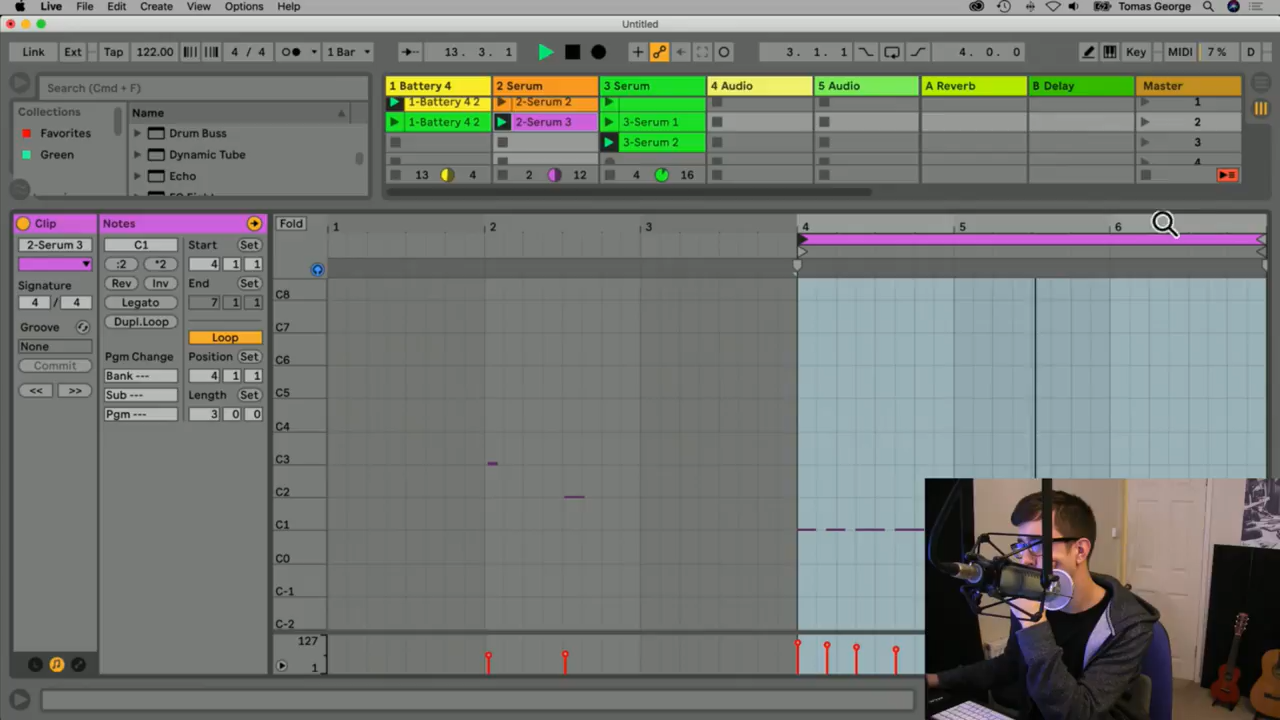 Live File Edit Create View Options Help Tomas George
Untitled
Link Ext Tap 122.00 4 / 4 1 Bar 13. 3. 1 3. 1. 1 4. 0. 0 Key MIDI 7 % D
Search (Cmd + F)
Collections
Favorites
Green
Name
Drum Buss
Dynamic Tube
Echo
1 Battery 4 2 Serum 3 Serum 4 Audio 5 Audio A Reverb B Delay Master
1-Battery 4 2 2-Serum 2 1
1-Battery 4 2 2-Serum 3 3-Serum 1 2
3-Serum 2 3
4
13 4 2 12 4 16
Clip
2-Serum 3
Signature
4 / 4
Groove
None
Commit
<< >>
Notes
C1
:2 *2
Rev Inv
Legato
Dupl.Loop
Pgm Change
Bank ---
Sub ---
Pgm ---
Start Set
4 1 1
End Set
7 1 1
Loop
Position Set
4 1 1
Length Set
3 0 0
Fold 1 2 3 4 5 6
C8
C7
C6
C5
C4
C3
C2
C1
C0
C-1
C-2
127
1